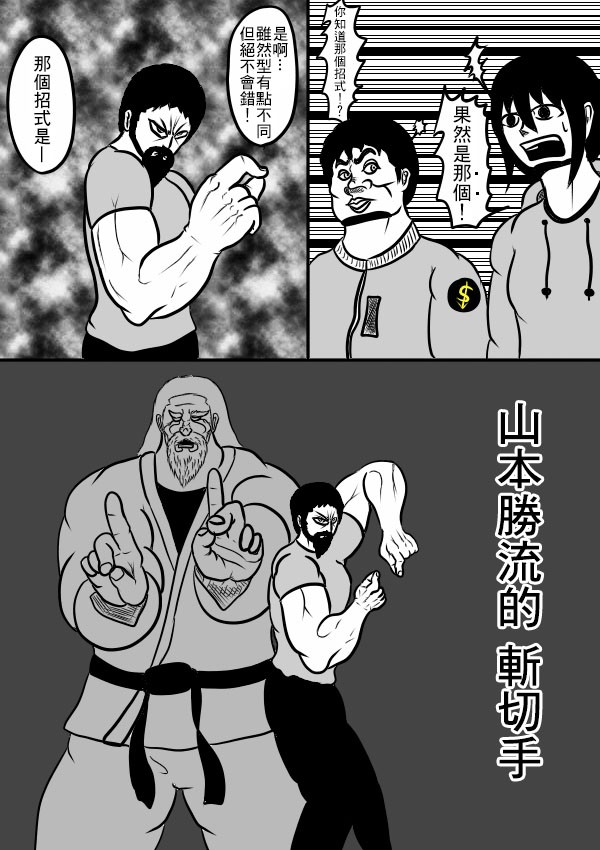 果然是那個！
你知道那個招式！？
是啊…
雖然型有點不同
但絕不會錯！
那個招式是—
山本勝流的 斬切手